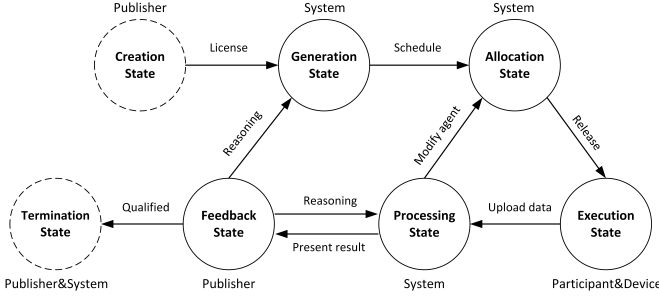 Publisher
System
System
Creation
State
License
Generation
State
Schedule
Allocation
State
Reasoning
Modify agent
Release
Termination
State
Qualified
Feedback
State
Reasoning
Present result
Processing
State
Upload data
Execution
State
Publisher&System
Publisher
System
Participant&Device